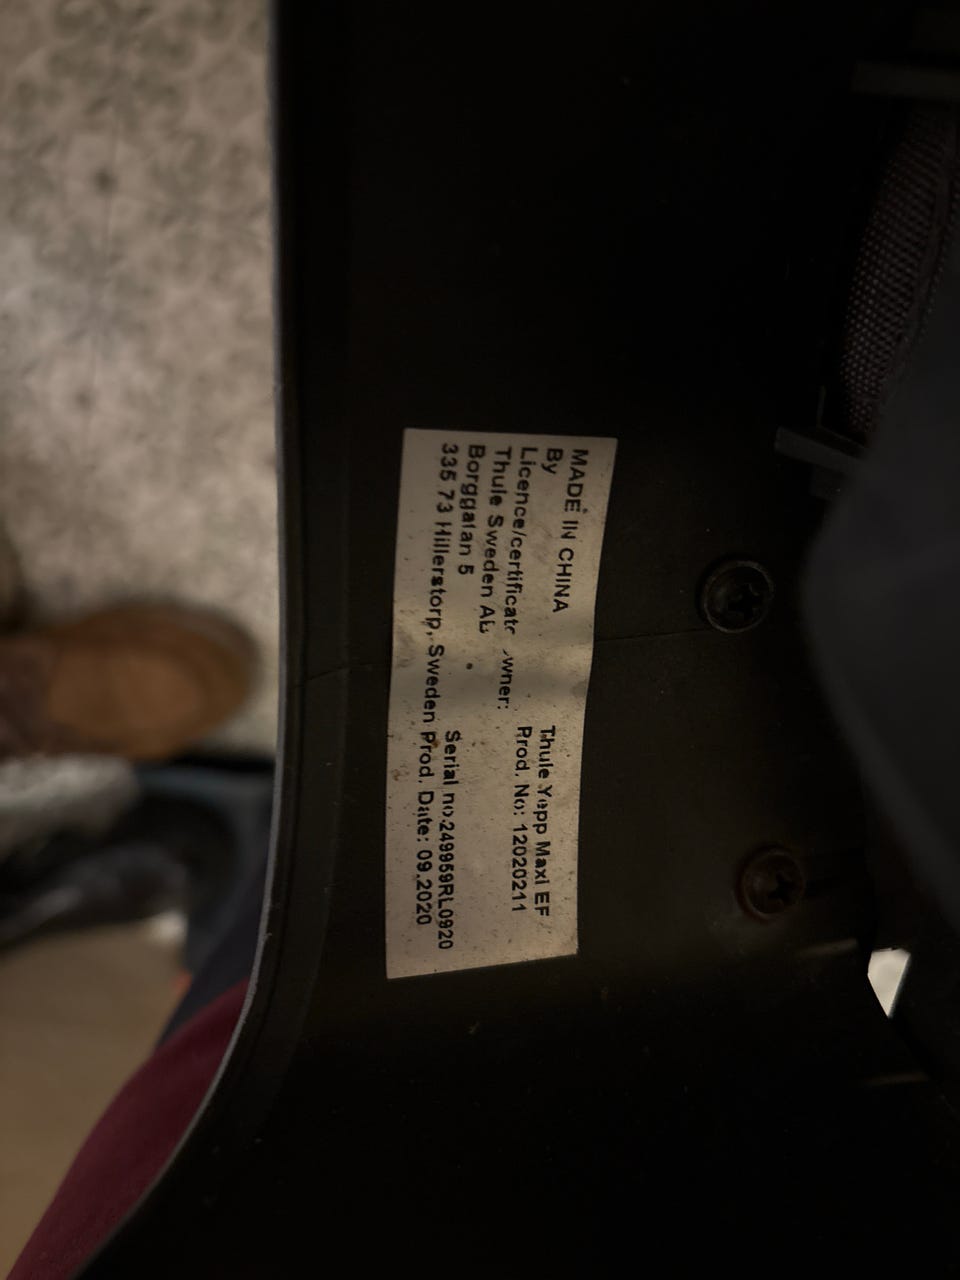 MADE IN CHINA
By
Licence/certificate owner:
Thule Sweden AB
Borggatan 5
335 73 Hillerstorp, Sweden
Thule Yepp Maxi EF
Prod. No: 12020211
Serial no.249959RL0920
Prod. Date: 09.2020